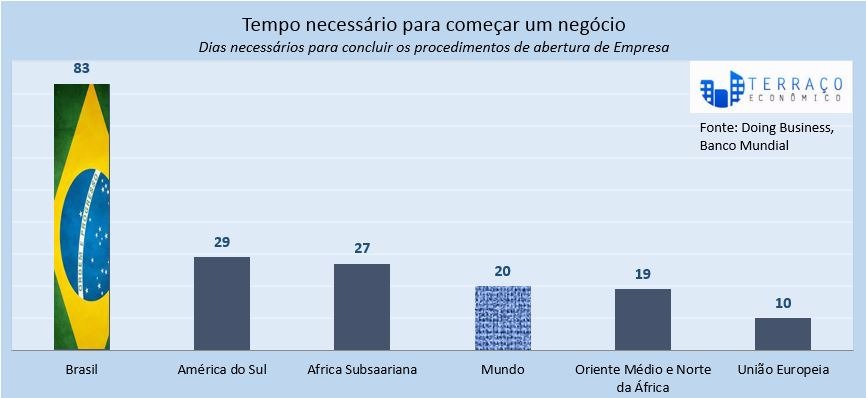 Tempo necessário para começar um negócio
Dias necessários para concluir os procedimentos de abertura de Empresa
83
TERRAÇO
ECONÔMICO
Fonte: Doing Business,
Banco Mundial
ORDEM E PROGRESSO
29
27
20
19
10
Brasil
América do Sul
Africa Subsaariana
Mundo
Oriente Médio e Norte
da África
União Europeia